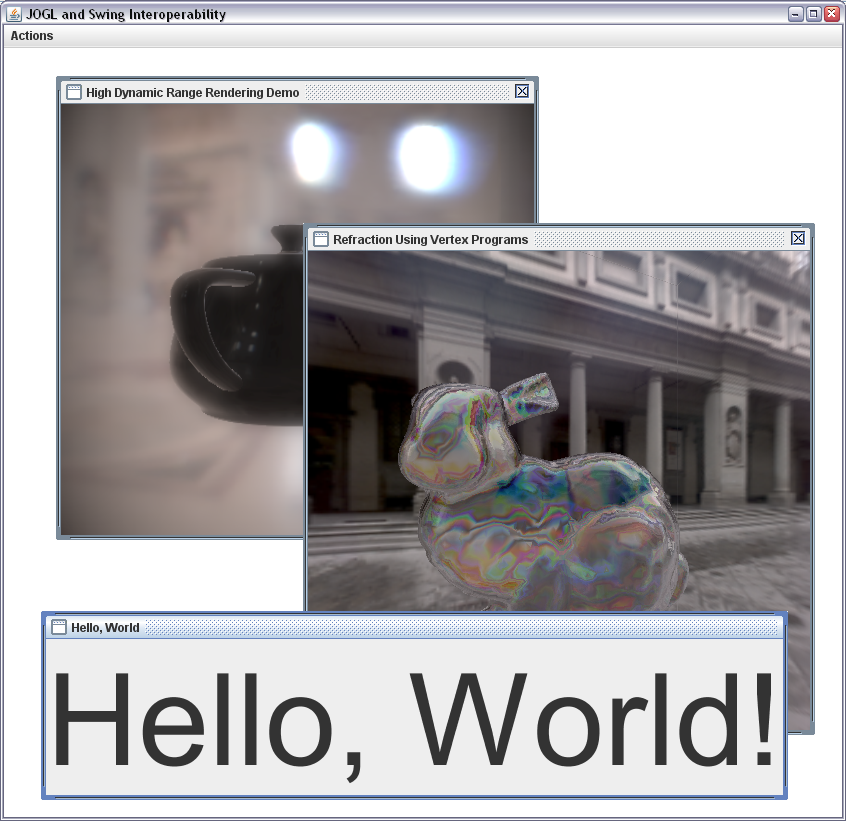 JOGL and Swing Interoperability
Actions
High Dynamic Range Rendering Demo
Refraction Using Vertex Programs
Hello, World
Hello, World!